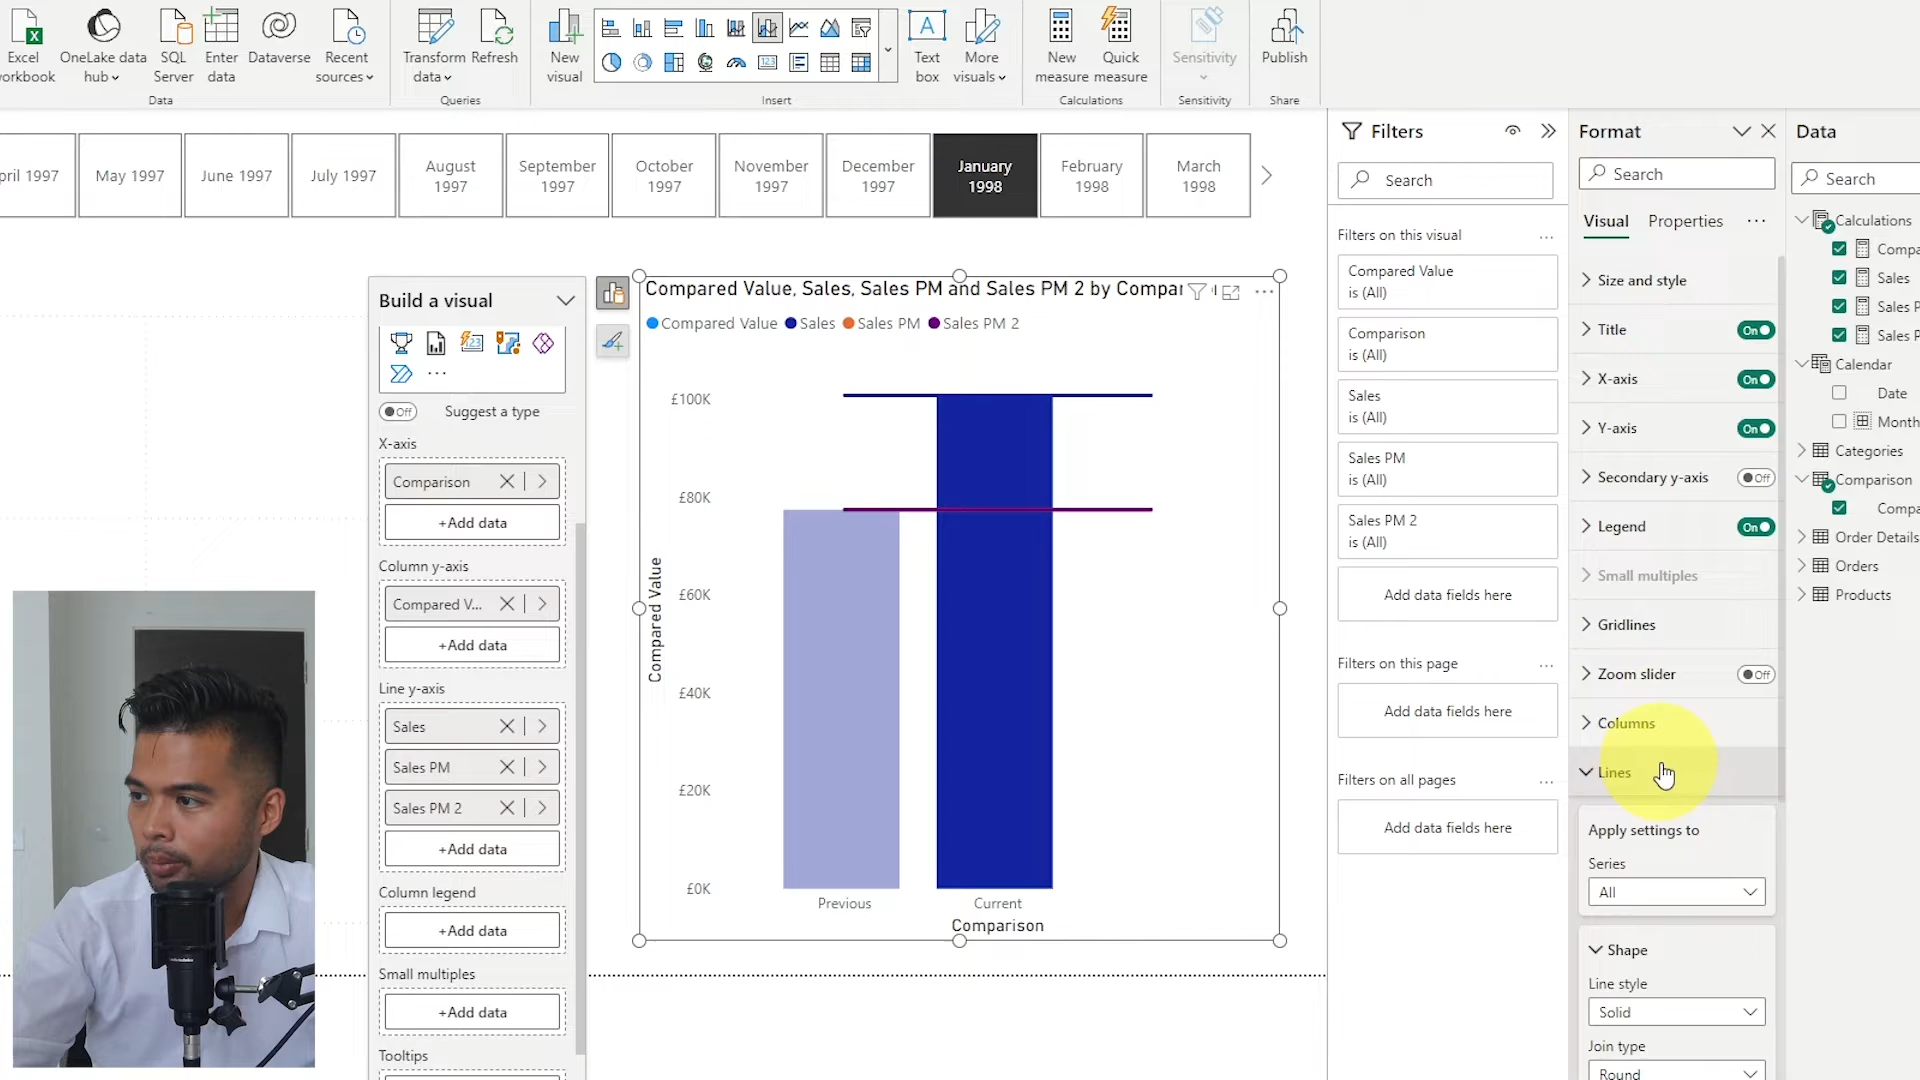 Excel
orkbook
OneLake data
hub
SQL
Server
Enter
data
Dataverse
Recent
sources
Data
Transform
data
Refresh
Queries
New
visual
Insert
Text
box
More
visuals
New
measure
Quick
measure
Calculations
Sensitivity
Sensitivity
Publish
Share
pril 1997
May 1997
June 1997
July 1997
August
1997
September
1997
October
1997
November
1997
December
1997
January
1998
February
1998
March
1998
Build a visual
Off
Suggest a type
X-axis
Comparison
+Add data
Column y-axis
Compared V...
+Add data
Line y-axis
Sales
Sales PM
Sales PM 2
+Add data
Column legend
+Add data
Small multiples
+Add data
Tooltips
Compared Value, Sales, Sales PM and Sales PM 2 by Compar
Compared Value
Sales
Sales PM
Sales PM 2
£100K
£80K
£60K
£40K
£20K
£0K
Compared Value
Previous
Current
Comparison
Filters
Search
Filters on this visual
Compared Value
is (All)
Comparison
is (All)
Sales
is (All)
Sales PM
is (All)
Sales PM 2
is (All)
Add data fields here
Filters on this page
Add data fields here
Filters on all pages
Add data fields here
Format
Search
Visual
Properties
Size and style
Title
On
X-axis
On
Y-axis
On
Secondary y-axis
Off
Legend
On
Small multiples
Gridlines
Zoom slider
Off
Columns
Lines
Apply settings to
Series
All
Shape
Line style
Solid
Join type
Round
Data
Search
Calculations
Compa
Sales
Sales P
Sales P
Calendar
Date
Month
Categories
Comparison
Compa
Order Details
Orders
Products